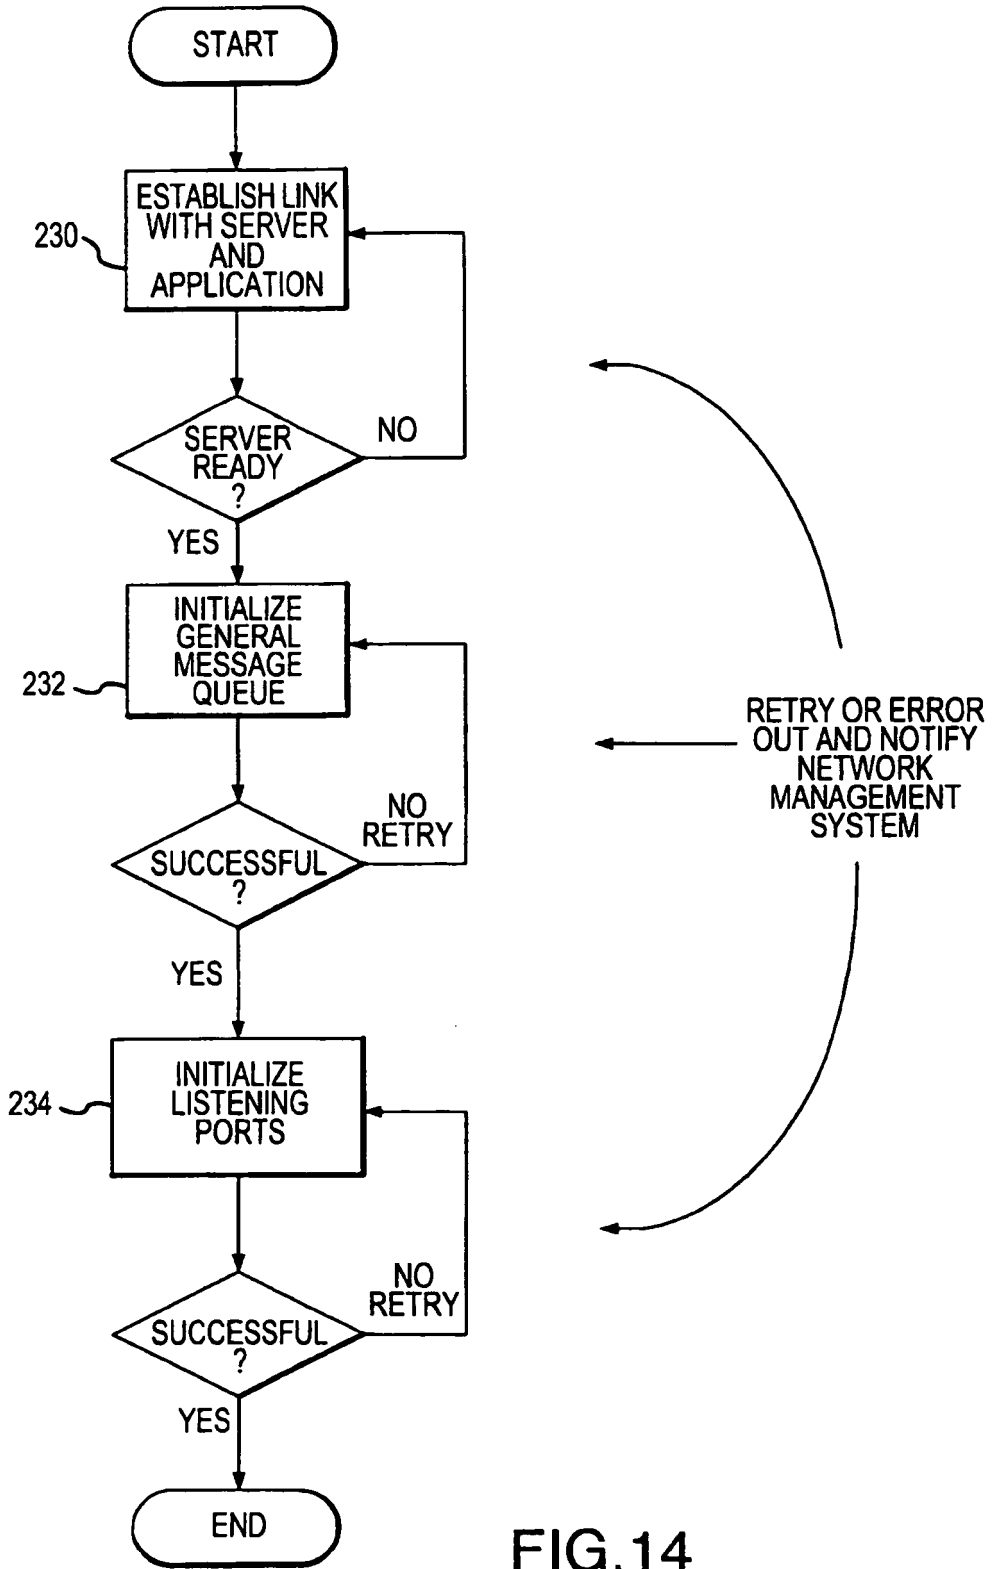 START
ESTABLISH LINK
WITH SERVER
AND
APPLICATION
230
SERVER
READY
?
NO
YES
INITIALIZE
GENERAL
MESSAGE
QUEUE
232
RETRY OR ERROR
OUT AND NOTIFY
NETWORK
MANAGEMENT
SYSTEM
NO
RETRY
SUCCESSFUL
?
YES
INITIALIZE
LISTENING
PORTS
234
NO
RETRY
SUCCESSFUL
?
YES
END
FIG.14